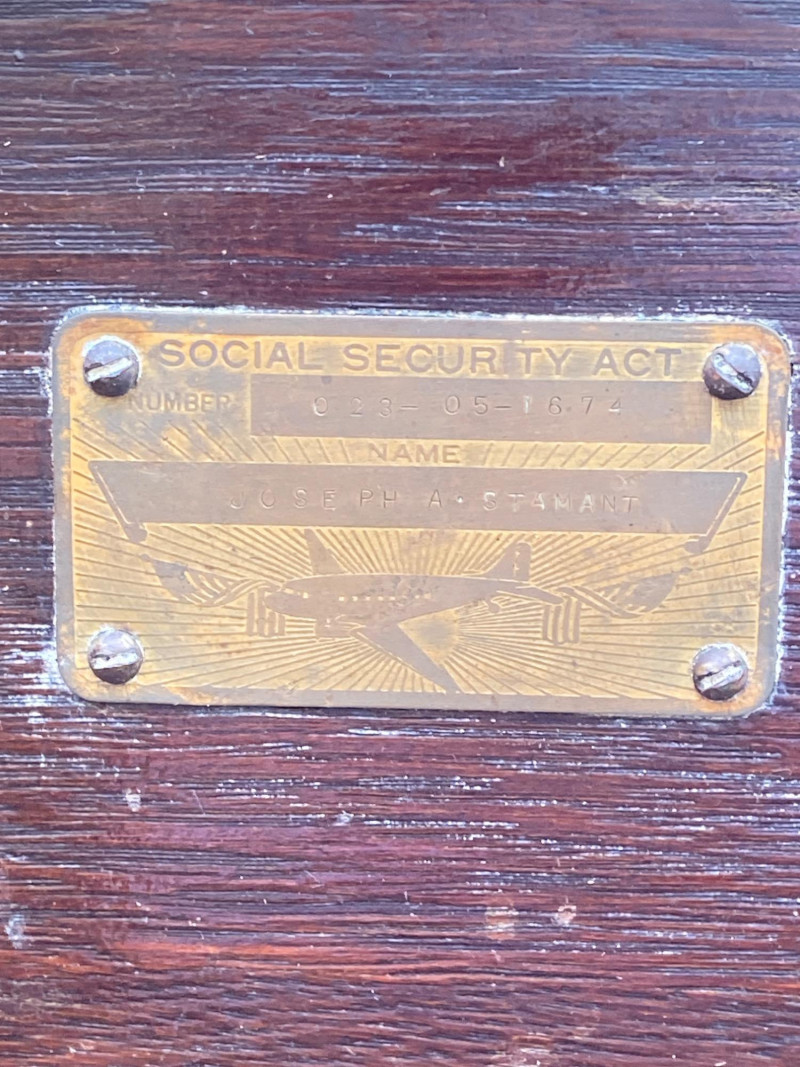 SOCIAL SECURITY ACT
NUMBER 023-05-1674
NAME
JOSEPH A. STAMANT